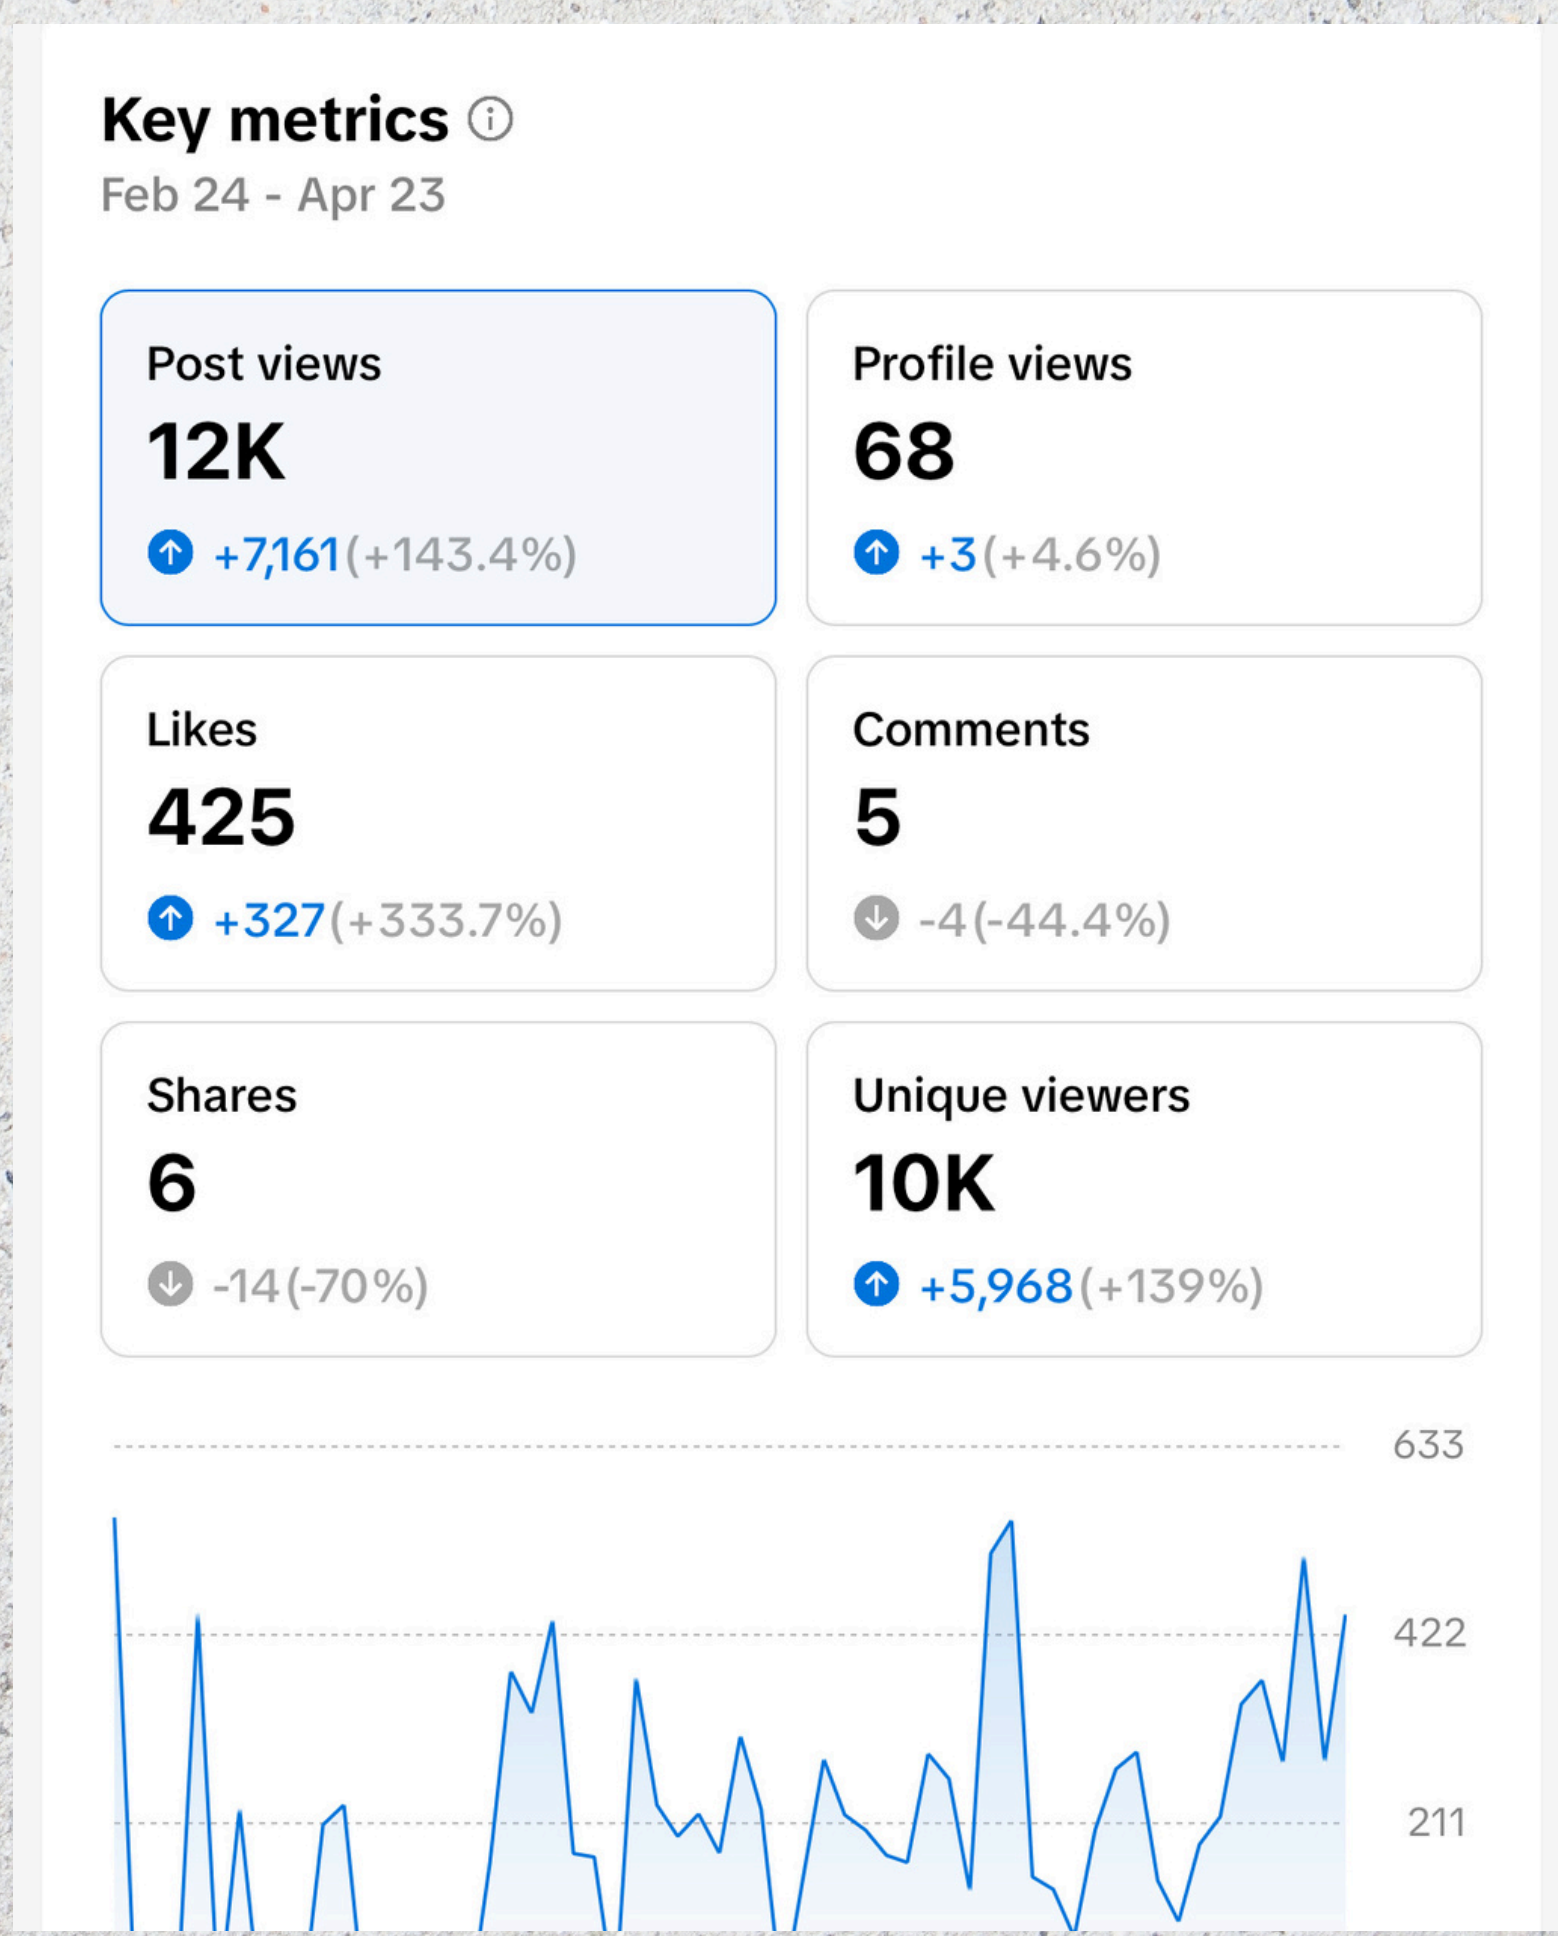 Key metrics
Feb 24 - Apr 23
Post views
12K
+7,161 (+143.4%)
Profile views
68
+3 (+4.6%)
Likes
425
+327 (+333.7%)
Comments
5
-4 (-44.4%)
Shares
6
-14 (-70%)
Unique viewers
10K
+5,968 (+139%)
633
422
211